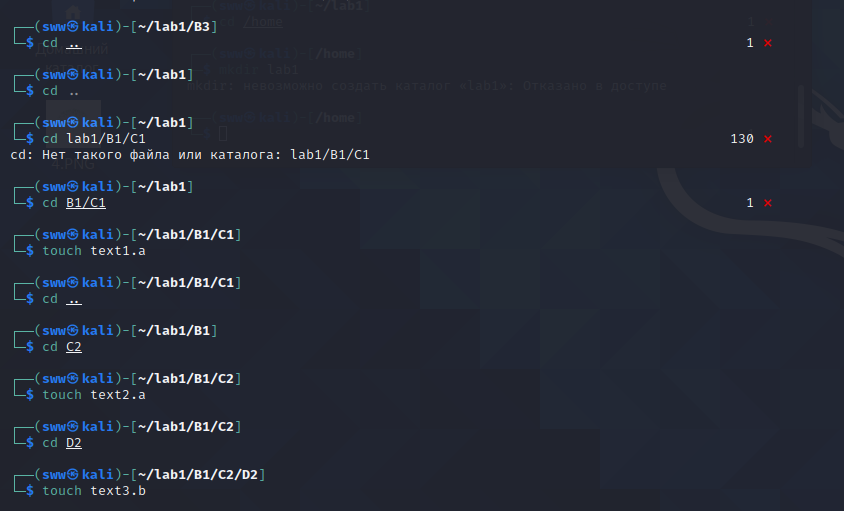 ┌──(sww㉿kali)-[~/lab1/B3]
└─$ cd .. 1 ⨯
┌──(sww㉿kali)-[~/lab1]
└─$ cd ..
┌──(sww㉿kali)-[~/lab1]
└─$ cd lab1/B1/C1 130 ⨯
cd: Нет такого файла или каталога: lab1/B1/C1
┌──(sww㉿kali)-[~/lab1]
└─$ cd B1/C1 1 ⨯
┌──(sww㉿kali)-[~/lab1/B1/C1]
└─$ touch text1.a
┌──(sww㉿kali)-[~/lab1/B1/C1]
└─$ cd ..
┌──(sww㉿kali)-[~/lab1/B1]
└─$ cd C2
┌──(sww㉿kali)-[~/lab1/B1/C2]
└─$ touch text2.a
┌──(sww㉿kali)-[~/lab1/B1/C2]
└─$ cd D2
┌──(sww㉿kali)-[~/lab1/B1/C2/D2]
└─$ touch text3.b